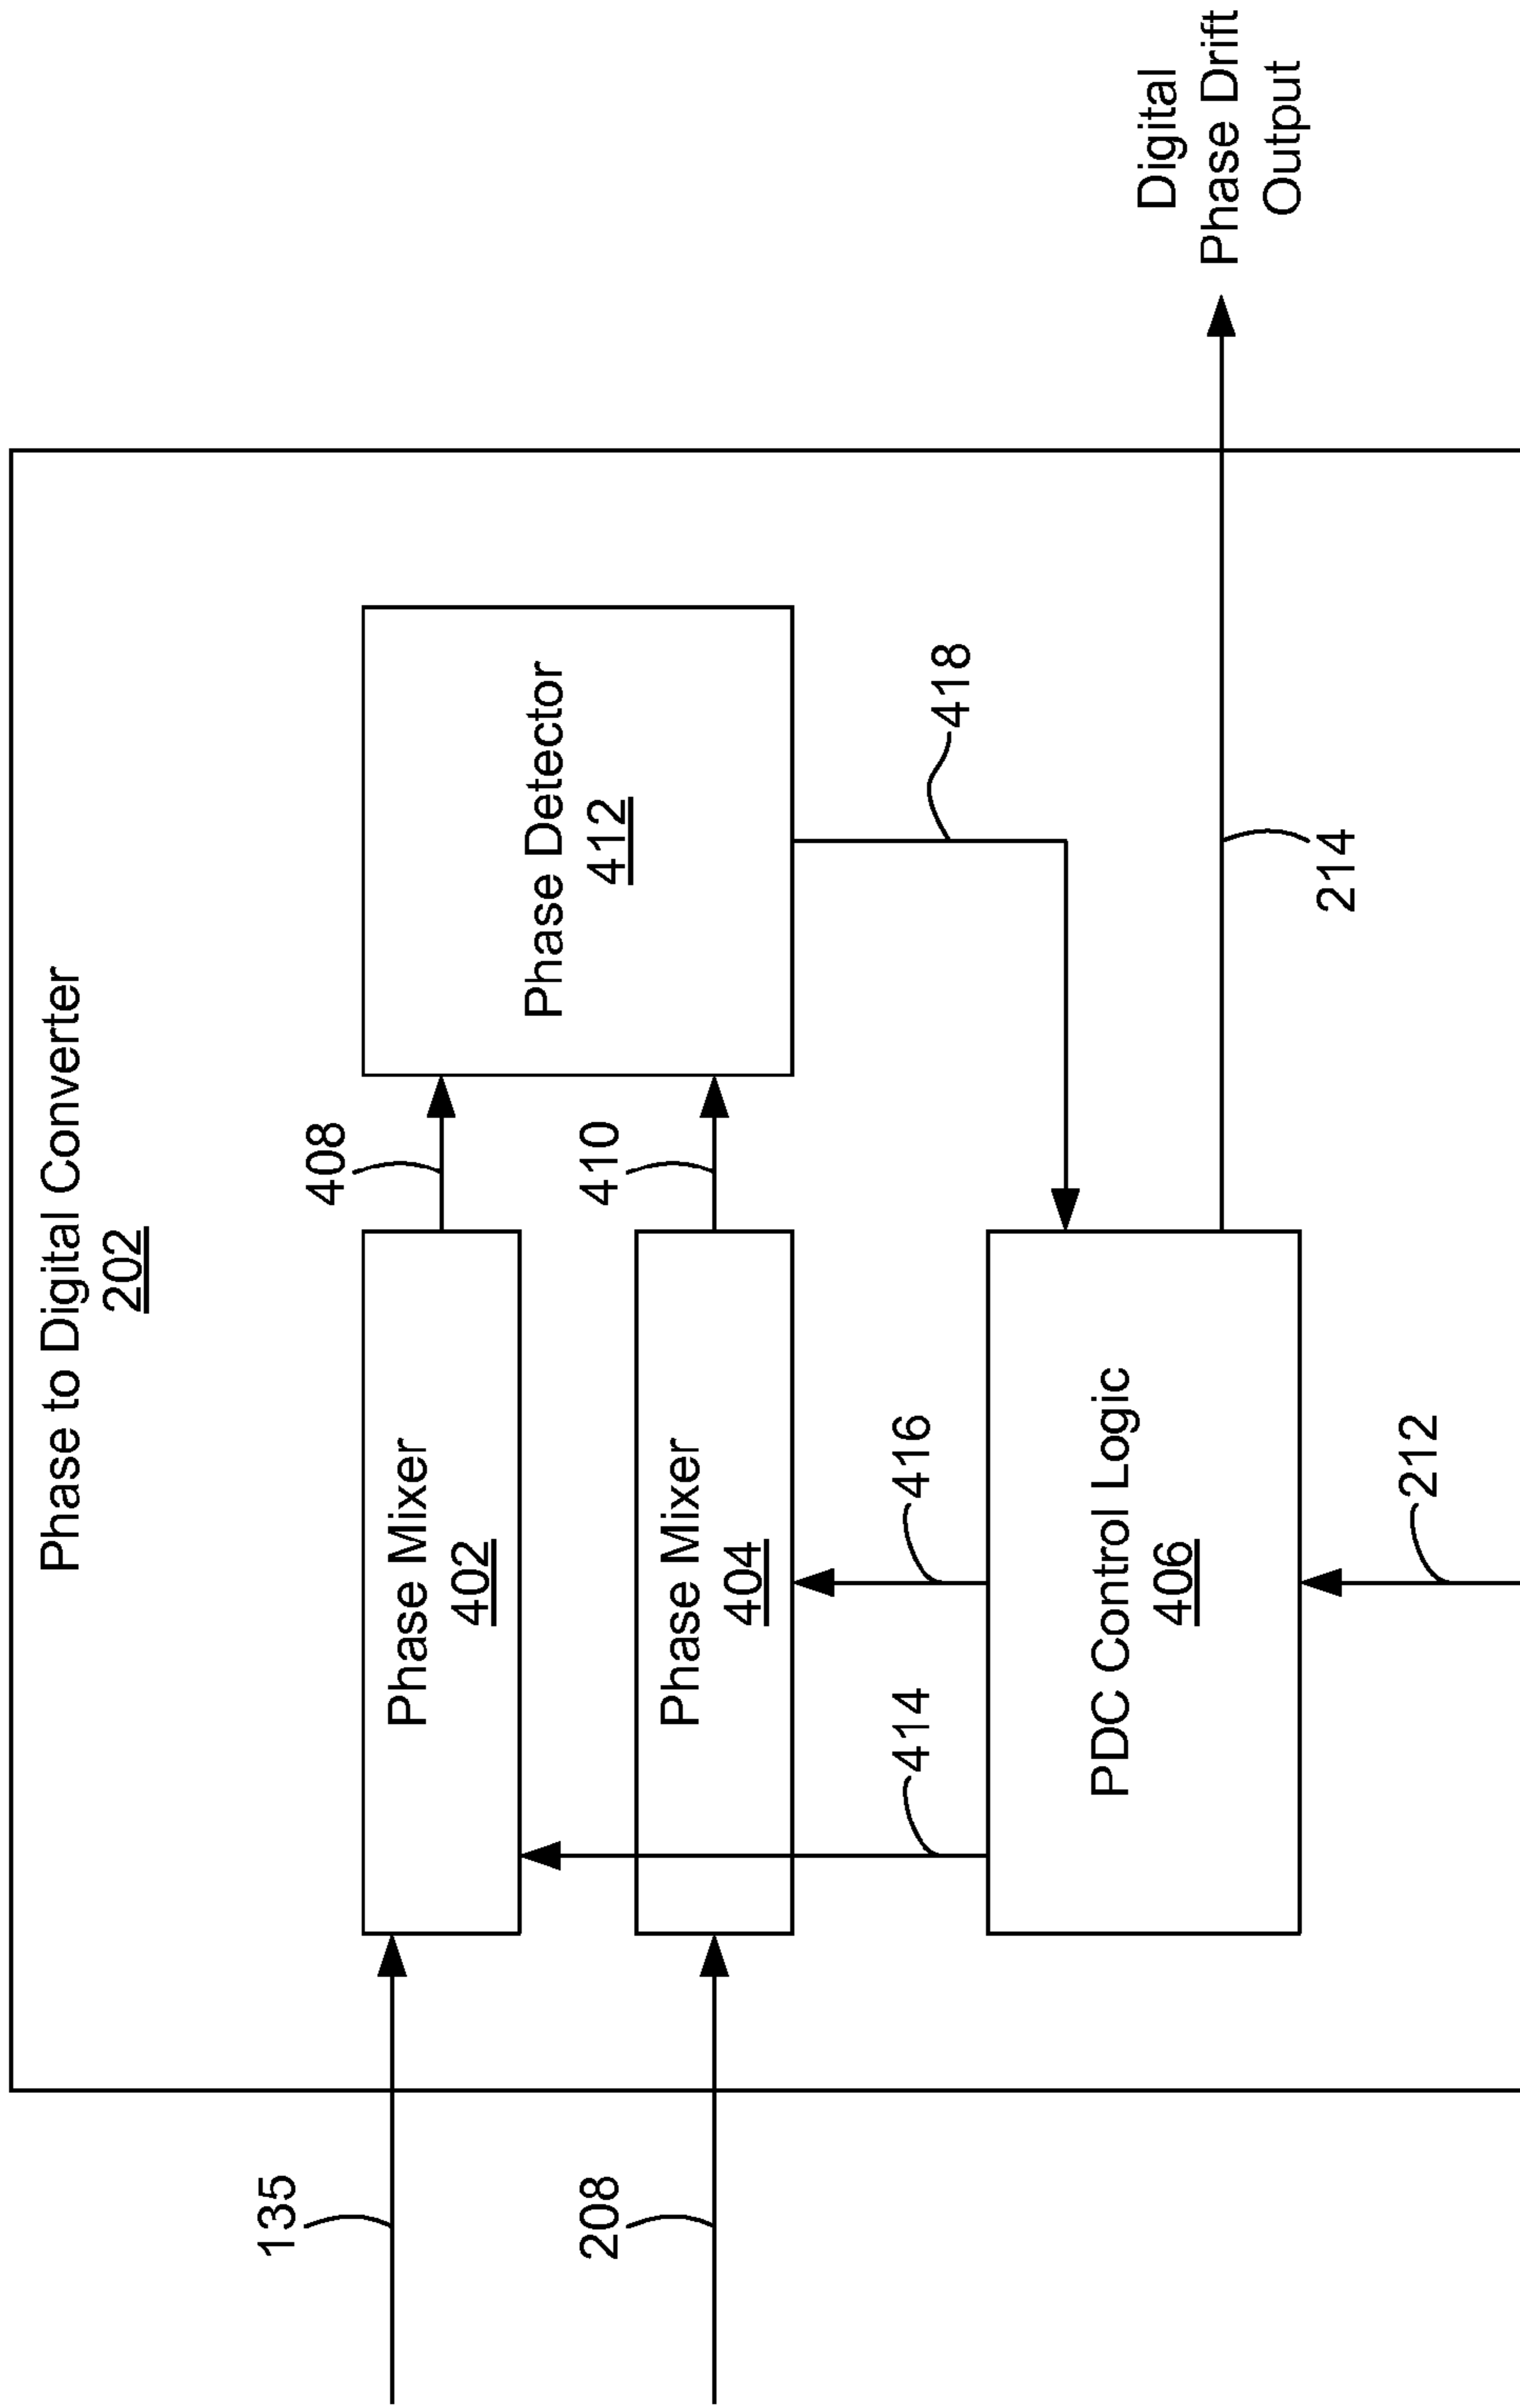 Phase to Digital Converter
202
135
208
Phase Mixer
402
408
Phase Mixer
404
410
Phase Detector
412
414
416
418
PDC Control Logic
406
212
214
Digital
Phase Drift
Output